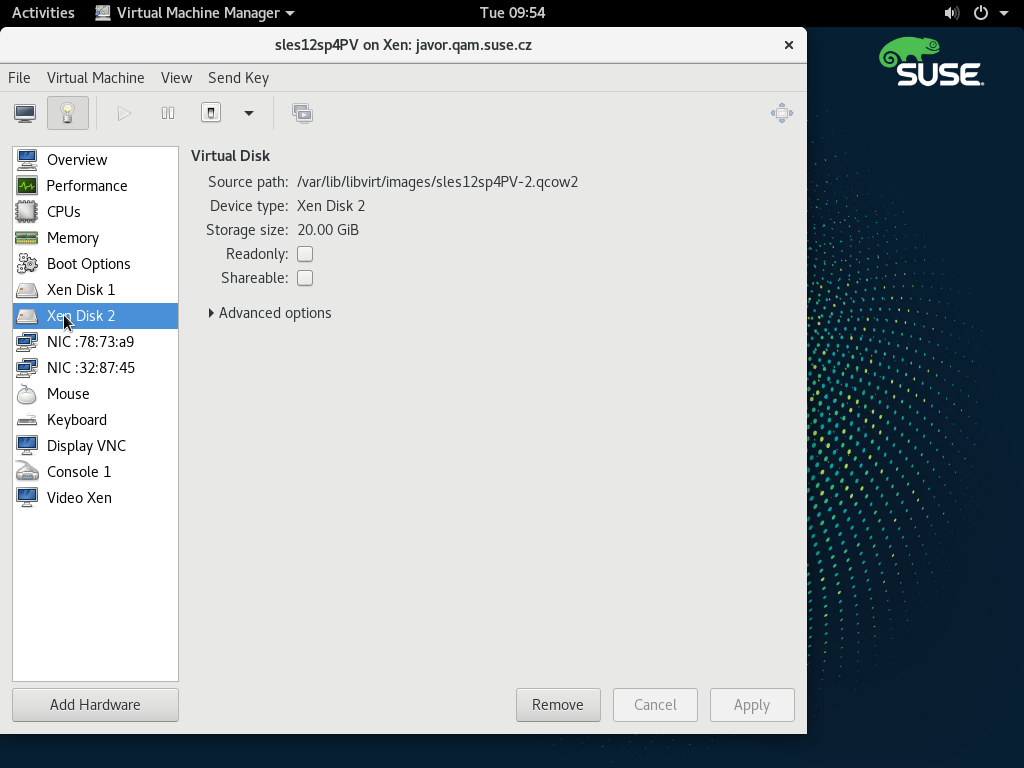 Activities
Virtual Machine Manager
Tue 09:54
sles12sp4PV on Xen: javor.qam.suse.cz
SUSE
File
Virtual Machine
View
Send Key
Overview
Performance
CPUs
Memory
Boot Options
Xen Disk 1
Xen Disk 2
NIC :78:73:a9
NIC :32:87:45
Mouse
Keyboard
Display VNC
Console 1
Video Xen
Add Hardware
Virtual Disk
Source path: /var/lib/libvirt/images/sles12sp4PV-2.qcow2
Device type: Xen Disk 2
Storage size: 20.00 GiB
Readonly:
Shareable:
Advanced options
Remove
Cancel
Apply